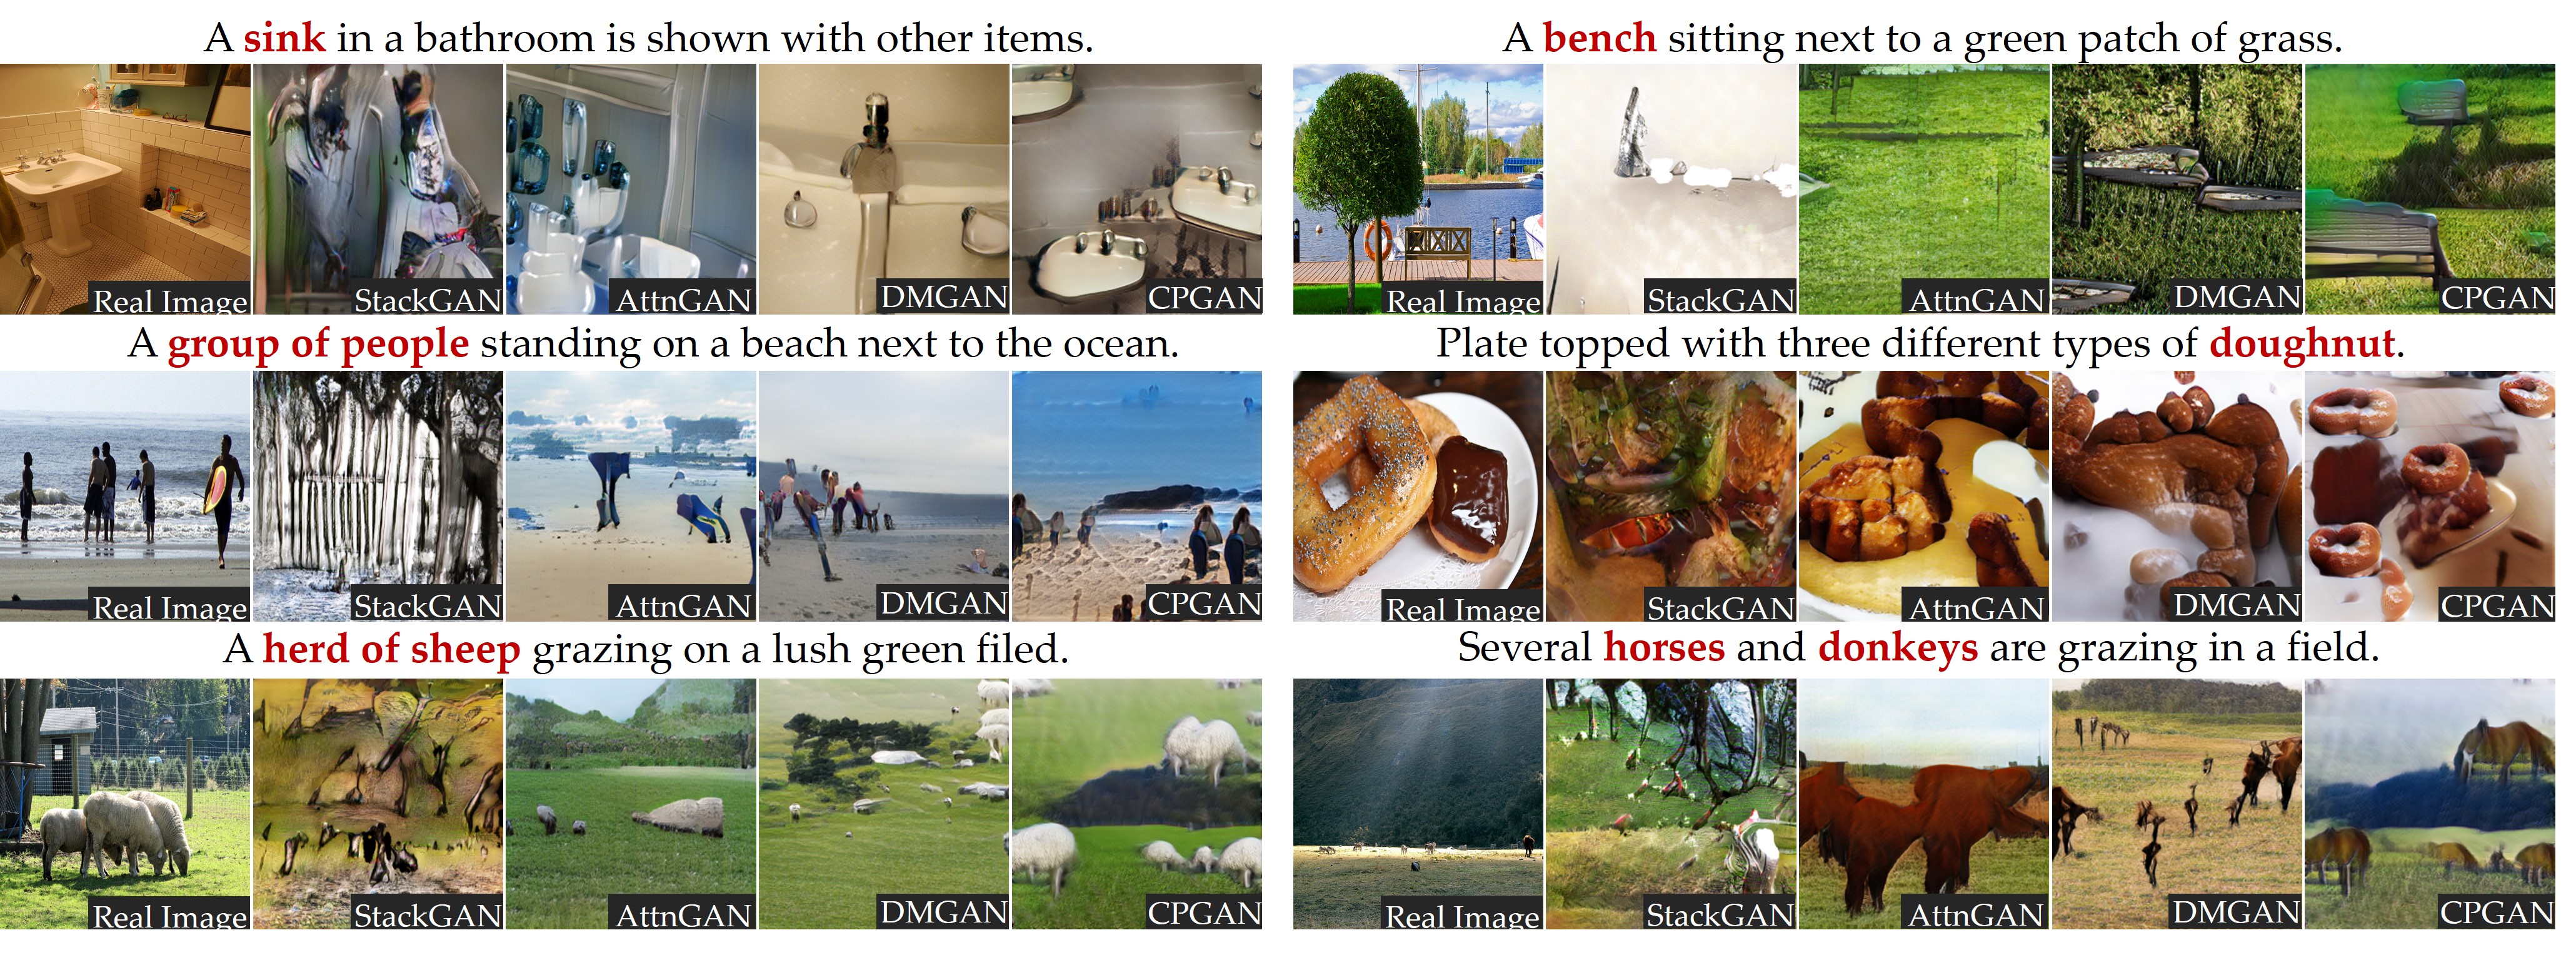 A sink in a bathroom is shown with other items.
Real Image
StackGAN
AttnGAN
DMGAN
CPGAN
A bench sitting next to a green patch of grass.
Real Image
StackGAN
AttnGAN
DMGAN
CPGAN
A group of people standing on a beach next to the ocean.
Real Image
StackGAN
AttnGAN
DMGAN
CPGAN
Plate topped with three different types of doughnut.
Real Image
StackGAN
AttnGAN
DMGAN
CPGAN
A herd of sheep grazing on a lush green filed.
Real Image
StackGAN
AttnGAN
DMGAN
CPGAN
Several horses and donkeys are grazing in a field.
Real Image
StackGAN
AttnGAN
DMGAN
CPGAN